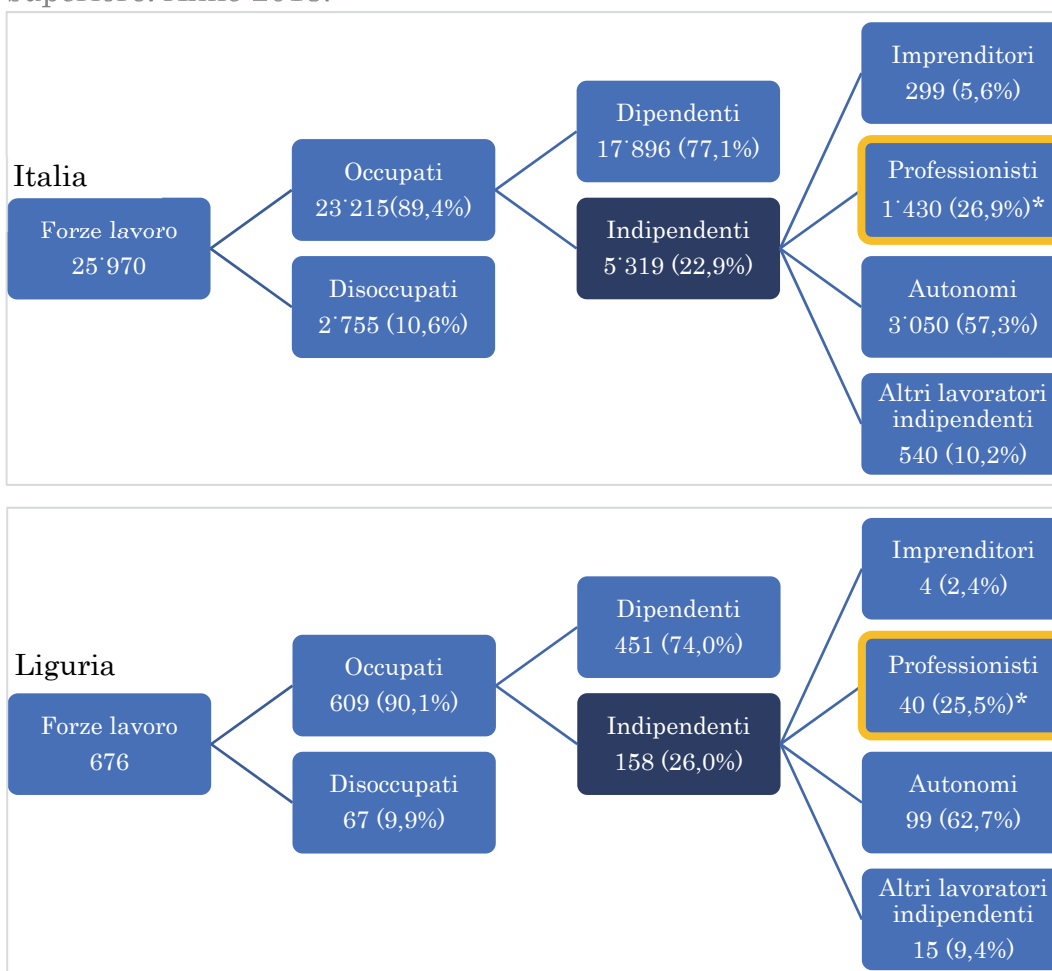 Italia
Forze lavoro
25˙970
Occupati
23˙215(89,4%)
Disoccupati
2˙755 (10,6%)
Dipendenti
17˙896 (77,1%)
Indipendenti
5˙319 (22,9%)
Imprenditori
299 (5,6%)
Professionisti
1˙430 (26,9%)*
Autonomi
3˙050 (57,3%)
Altri lavoratori
indipendenti
540 (10,2%)
Liguria
Forze lavoro
676
Occupati
609 (90,1%)
Disoccupati
67 (9,9%)
Dipendenti
451 (74,0%)
Indipendenti
158 (26,0%)
Imprenditori
4 (2,4%)
Professionisti
40 (25,5%)*
Autonomi
99 (62,7%)
Altri lavoratori
indipendenti
15 (9,4%)